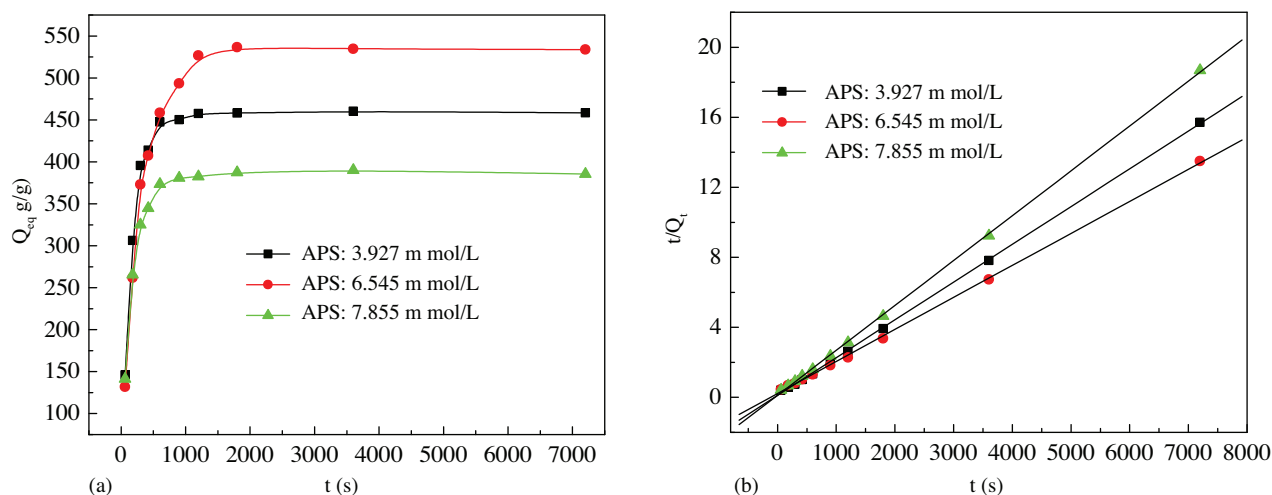 550
500
450
400
350
300
250
200
150
100
Q_eq g/g
APS: 3.927 m mol/L
APS: 6.545 m mol/L
APS: 7.855 m mol/L
0 1000 2000 3000 4000 5000 6000 7000
(a) t (s)
20
16
12
8
4
0
t/Q_t
APS: 3.927 m mol/L
APS: 6.545 m mol/L
APS: 7.855 m mol/L
0 1000 2000 3000 4000 5000 6000 7000 8000
(b) t (s)